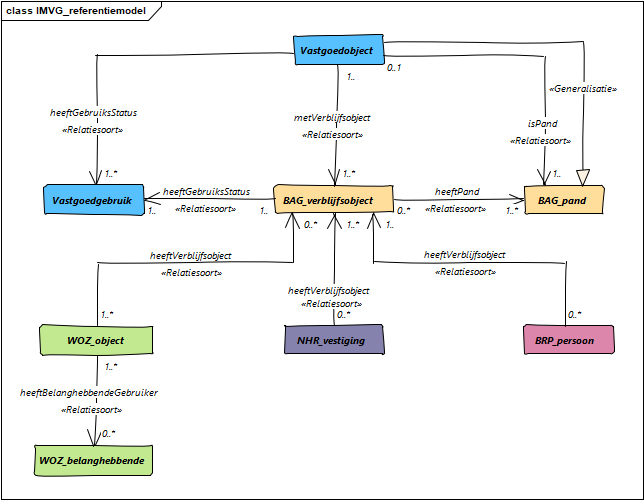 class IMVG_referentiemodel
Vastgoedobject
1..
0..1
«Generalisatie»
heeftGebruiksStatus
«Relatiesoort»
metVerblijfsobject
«Relatiesoort»
isPand
«Relatiesoort»
1..*
1..*
1..
Vastgoedgebruik
1..
heeftGebruiksStatus
«Relatiesoort»
1..
BAG_verblijfsobject
0..*
heeftPand
«Relatiesoort»
1..*
BAG_pand
0..*
1..*
1..
heeftVerblijfsobject
«Relatiesoort»
heeftVerblijfsobject
«Relatiesoort»
heeftVerblijfsobject
«Relatiesoort»
1..*
0..*
0..*
WOZ_object
NHR_vestiging
BRP_persoon
1..*
heeftBelanghebbendeGebruiker
«Relatiesoort»
0..*
WOZ_belanghebbende